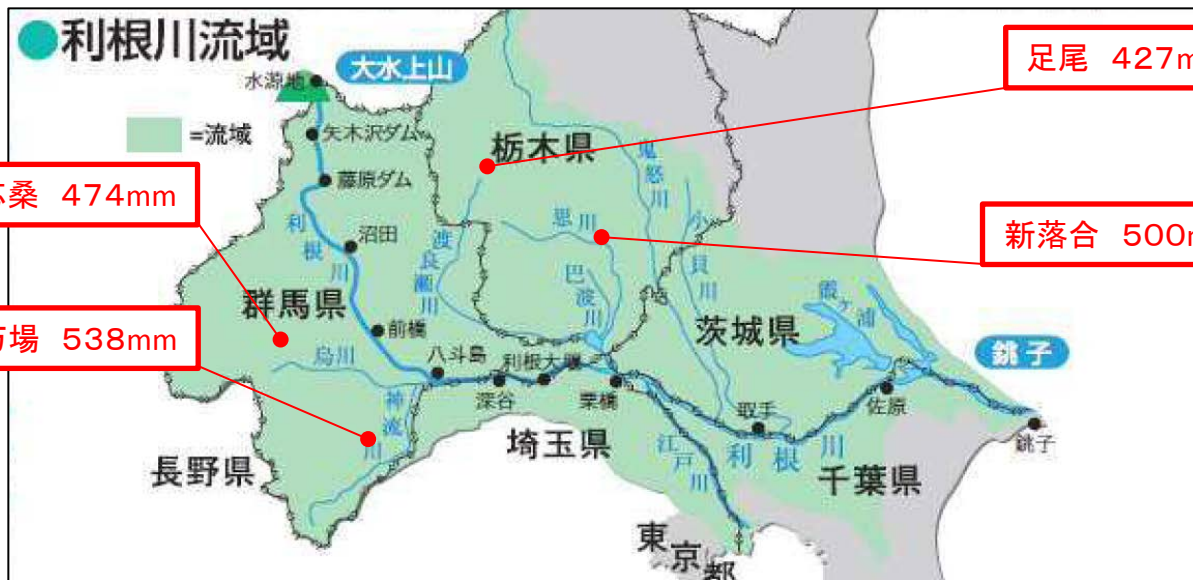 ●利根川流域
大水上山
水源地
足尾 427m
=流域
矢木沢ダム
栃木県
鬼怒川
桑 474mm
藤原ダム
思川
小貝川
新落合 500m
沼田
利根川
渡良瀬川
巴波川
霞ヶ浦
群馬県
茨城県
場 538mm
前橋
烏川
八斗島
利根大堰
銚子
深谷
栗橋
佐原
神流川
取手
銚子
長野県
埼玉県
江戸川
利根川
千葉県
東京都